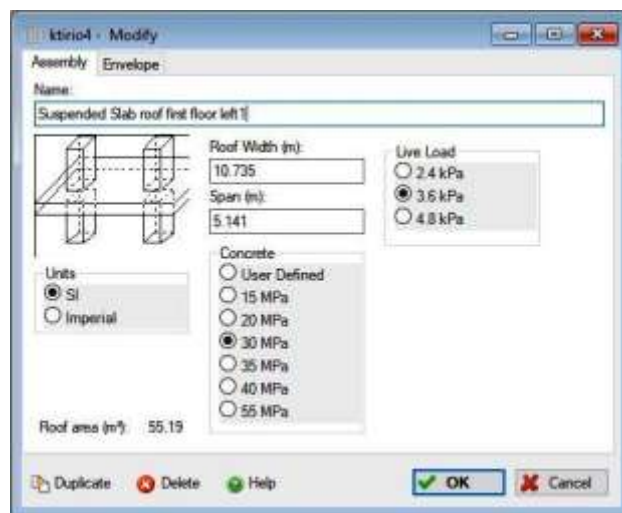 ktirio4 - Modify
Assembly Envelope
Name:
Suspended Slab roof first floor left1
Roof Width (m):
10.735
Span (m):
5.141
Live Load
2.4 kPa
3.6 kPa
4.8 kPa
Units
SI
Imperial
Concrete
User Defined
15 MPa
20 MPa
30 MPa
35 MPa
40 MPa
55 MPa
Roof area (m²): 55.19
Duplicate Delete Help OK Cancel